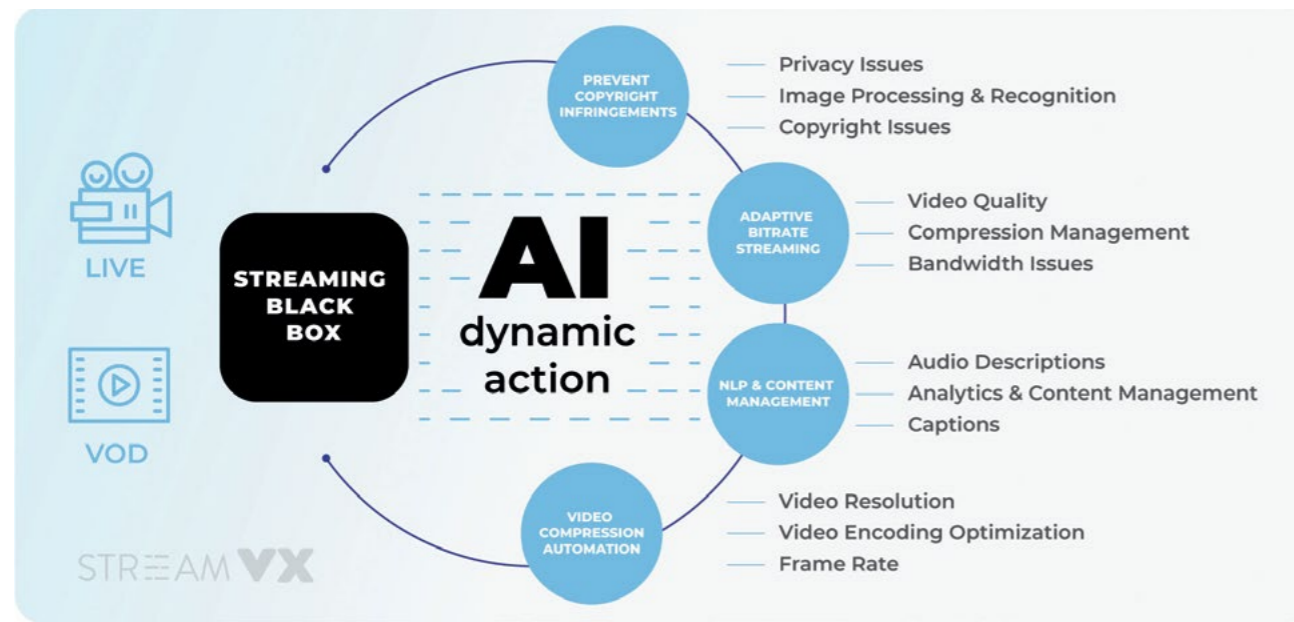 LIVE
VOD
STREAMVX
STREAMING
BLACK
BOX
AI
dynamic
action
PREVENT
COPYRIGHT
INFRINGEMENTS
Privacy Issues
Image Processing & Recognition
Copyright Issues
ADAPTIVE
BITRATE
STREAMING
Video Quality
Compression Management
Bandwidth Issues
NLP & CONTENT
MANAGEMENT
Audio Descriptions
Analytics & Content Management
Captions
VIDEO
COMPRESSION
AUTOMATION
Video Resolution
Video Encoding Optimization
Frame Rate